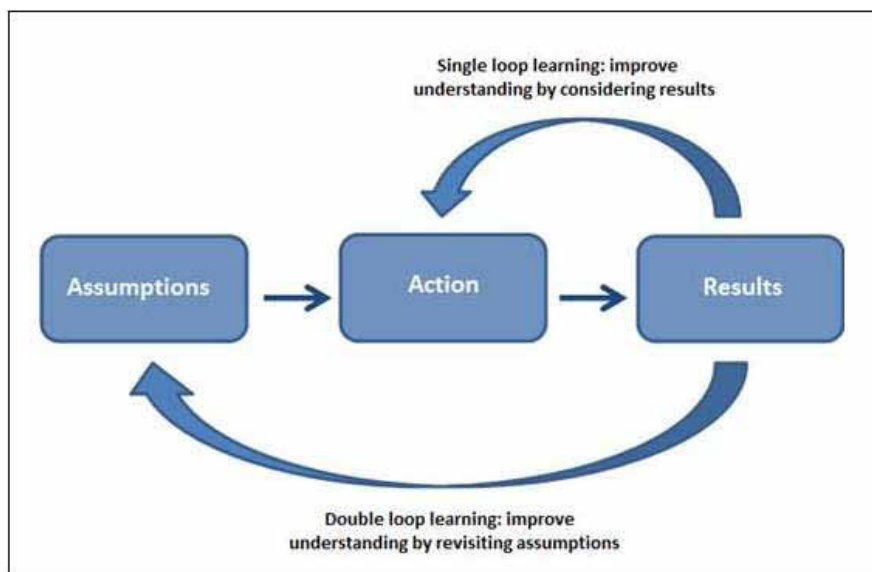 Single loop learning: improve
understanding by considering results
Assumptions
Action
Results
Double loop learning: improve
understanding by revisiting assumptions